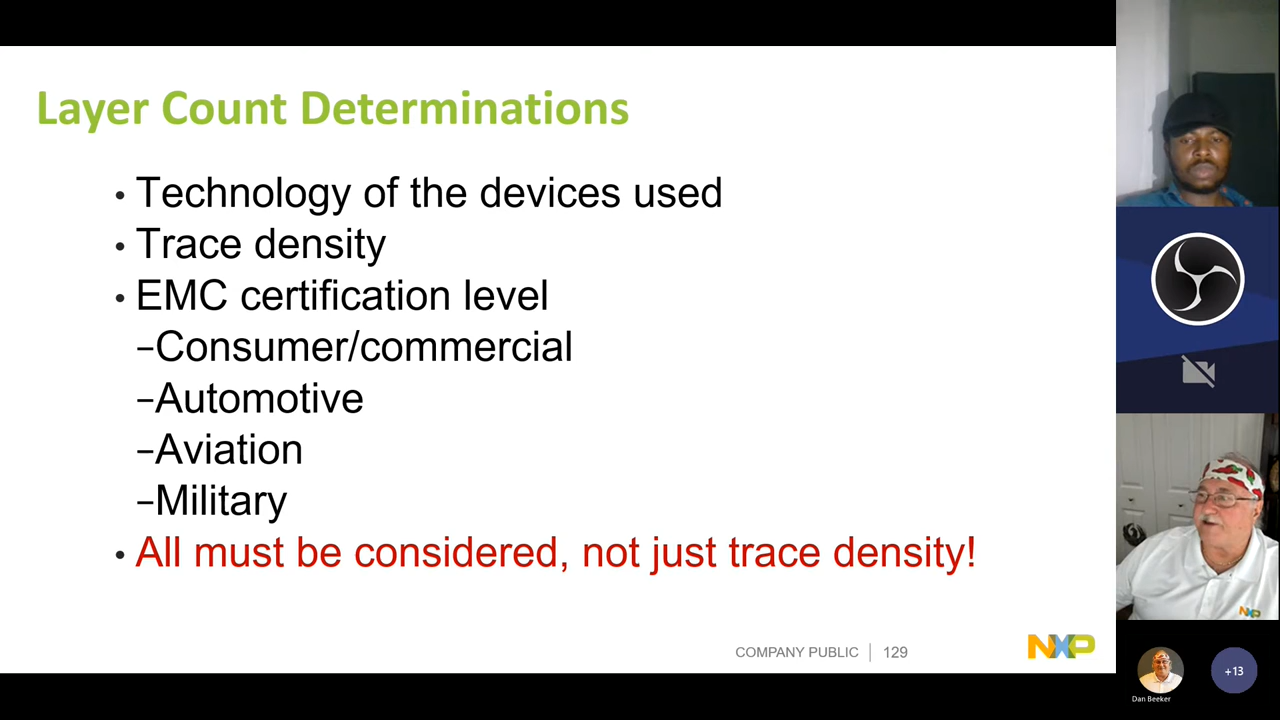 Layer Count Determinations
• Technology of the devices used
• Trace density
• EMC certification level
–Consumer/commercial
–Automotive
–Aviation
–Military
• All must be considered, not just trace density!
COMPANY PUBLIC | 129
NXP
NXP
Dan Beeker
+13